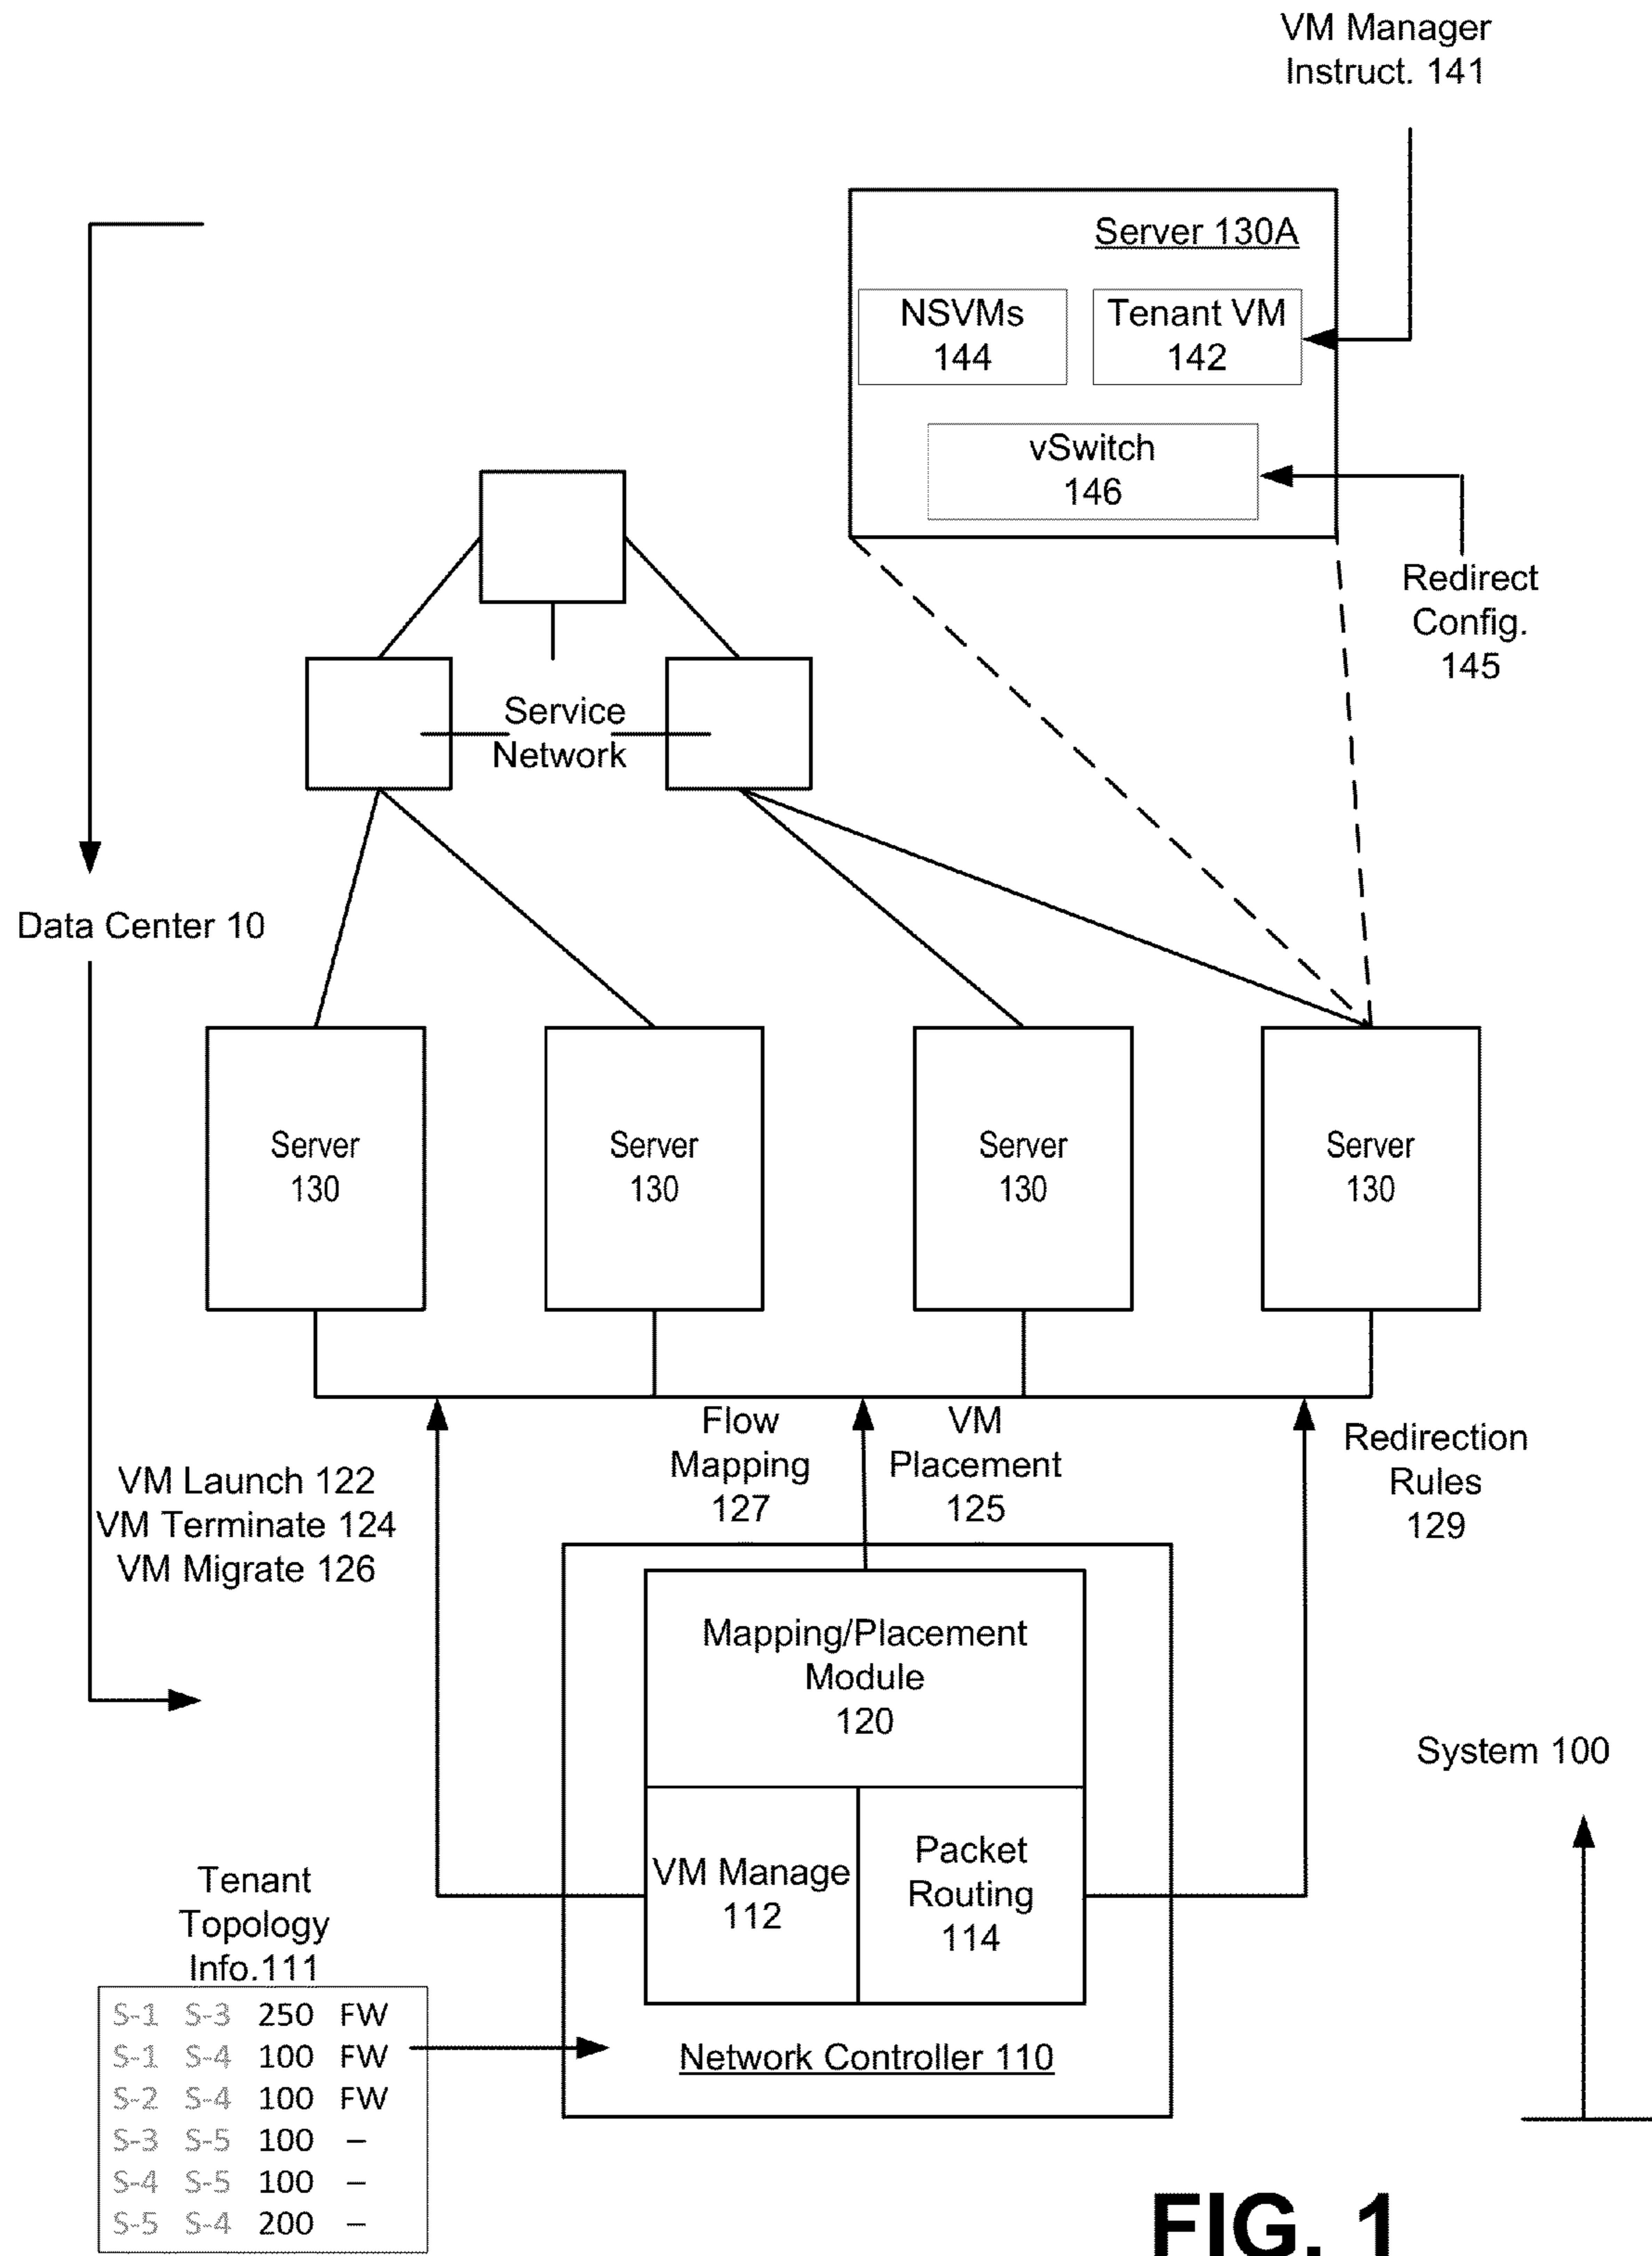 VM Manager
Instruct. 141
Server 130A
NSVMs
144
Tenant VM
142
vSwitch
146
Redirect
Config.
145
Service
Network
Data Center 10
Server
130
Server
130
Server
130
Server
130
Flow
Mapping
127
VM
Placement
125
Redirection
Rules
129
VM Launch 122
VM Terminate 124
VM Migrate 126
Mapping/Placement
Module
120
System 100
VM Manage
112
Packet
Routing
114
Tenant
Topology
Info.111
S-1 S-3 250 FW
S-1 S-4 100 FW
S-2 S-4 100 FW
S-3 S-5 100 –
S-4 S-5 100 –
S-5 S-4 200 –
Network Controller 110
FIG. 1